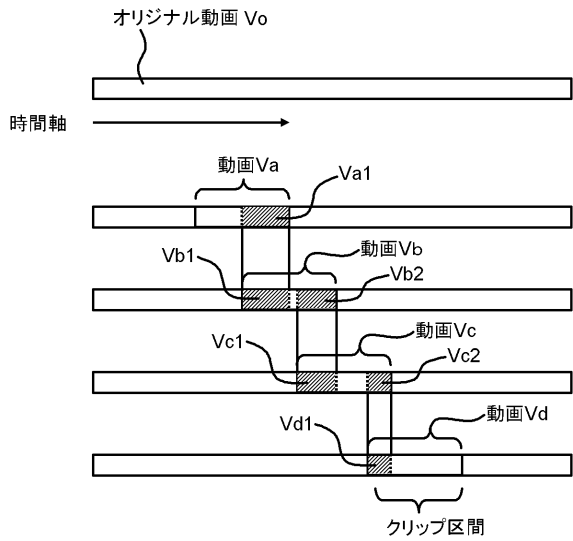 オリジナル動画 Vo
時間軸
動画Va
Va1
Vb1
動画Vb
Vb2
Vc1
動画Vc
Vc2
Vd1
動画Vd
クリップ区間